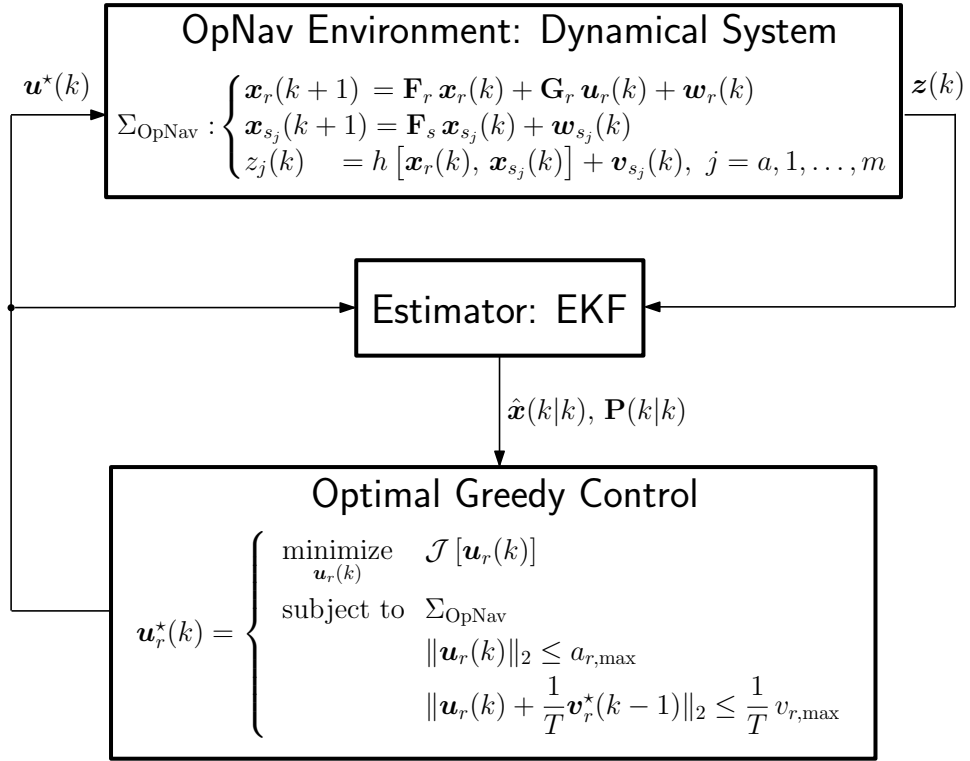 OpNav Environment: Dynamical System
u⋆(k)
z(k)
Σ_OpNav : { x_r(k+1) = F_r x_r(k) + G_r u_r(k) + w_r(k)
x_{s_j}(k+1) = F_s x_{s_j}(k) + w_{s_j}(k)
z_j(k) = h [x_r(k), x_{s_j}(k)] + v_{s_j}(k), j = a, 1, . . . , m
Estimator: EKF
x̂(k|k), P(k|k)
Optimal Greedy Control
u_r⋆(k) = { minimize_{u_r(k)} 𝒥 [u_r(k)]
subject to Σ_OpNav
‖u_r(k)‖₂ ≤ a_{r,max}
‖u_r(k) + 1/T v_r⋆(k − 1)‖₂ ≤ 1/T v_{r,max}